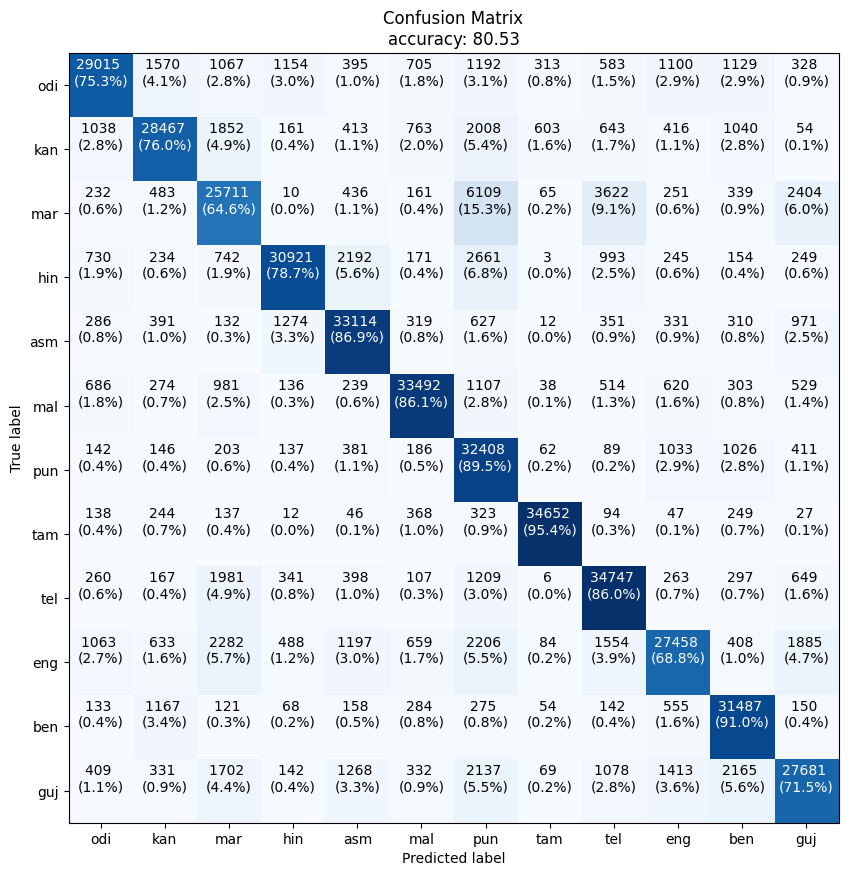 Confusion Matrix
accuracy: 80.53
29015 1570 1067 1154 395 705 1192 313 583 1100 1129 328
odi (75.3%) (4.1%) (2.8%) (3.0%) (1.0%) (1.8%) (3.1%) (0.8%) (1.5%) (2.9%) (2.9%) (0.9%)
1038 28467 1852 161 413 763 2008 603 643 416 1040 54
kan (2.8%) (76.0%) (4.9%) (0.4%) (1.1%) (2.0%) (5.4%) (1.6%) (1.7%) (1.1%) (2.8%) (0.1%)
232 483 25711 10 436 161 6109 65 3622 251 339 2404
mar (0.6%) (1.2%) (64.6%) (0.0%) (1.1%) (0.4%) (15.3%) (0.2%) (9.1%) (0.6%) (0.9%) (6.0%)
730 234 742 30921 2192 171 2661 3 993 245 154 249
hin (1.9%) (0.6%) (1.9%) (78.7%) (5.6%) (0.4%) (6.8%) (0.0%) (2.5%) (0.6%) (0.4%) (0.6%)
286 391 132 1274 33114 319 627 12 351 331 310 971
asm (0.8%) (1.0%) (0.3%) (3.3%) (86.9%) (0.8%) (1.6%) (0.0%) (0.9%) (0.9%) (0.8%) (2.5%)
686 274 981 136 239 33492 1107 38 514 620 303 529
mal (1.8%) (0.7%) (2.5%) (0.3%) (0.6%) (86.1%) (2.8%) (0.1%) (1.3%) (1.6%) (0.8%) (1.4%)
True label
142 146 203 137 381 186 32408 62 89 1033 1026 411
pun (0.4%) (0.4%) (0.6%) (0.4%) (1.1%) (0.5%) (89.5%) (0.2%) (0.2%) (2.9%) (2.8%) (1.1%)
138 244 137 12 46 368 323 34652 94 47 249 27
tam (0.4%) (0.7%) (0.4%) (0.0%) (0.1%) (1.0%) (0.9%) (95.4%) (0.3%) (0.1%) (0.7%) (0.1%)
260 167 1981 341 398 107 1209 6 34747 263 297 649
tel (0.6%) (0.4%) (4.9%) (0.8%) (1.0%) (0.3%) (3.0%) (0.0%) (86.0%) (0.7%) (0.7%) (1.6%)
1063 633 2282 488 1197 659 2206 84 1554 27458 408 1885
eng (2.7%) (1.6%) (5.7%) (1.2%) (3.0%) (1.7%) (5.5%) (0.2%) (3.9%) (68.8%) (1.0%) (4.7%)
133 1167 121 68 158 284 275 54 142 555 31487 150
ben (0.4%) (3.4%) (0.3%) (0.2%) (0.5%) (0.8%) (0.8%) (0.2%) (0.4%) (1.6%) (91.0%) (0.4%)
409 331 1702 142 1268 332 2137 69 1078 1413 2165 27681
guj (1.1%) (0.9%) (4.4%) (0.4%) (3.3%) (0.9%) (5.5%) (0.2%) (2.8%) (3.6%) (5.6%) (71.5%)
odi kan mar hin asm mal pun tam tel eng ben guj
Predicted label